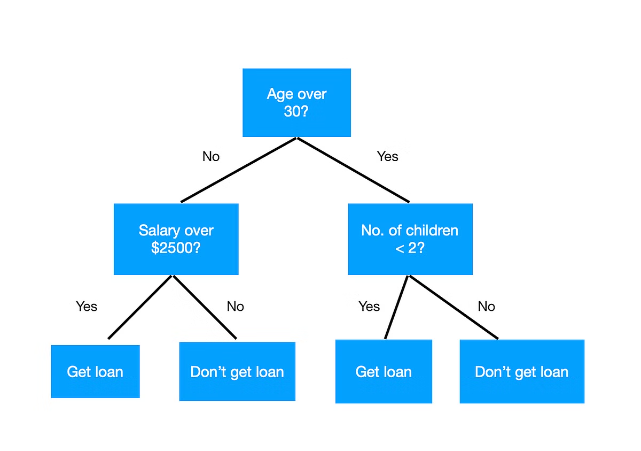 Age over
30?
No
Yes
Salary over
$2500?
No. of children
< 2?
Yes
No
Yes
No
Get loan
Don’t get loan
Get loan
Don’t get loan